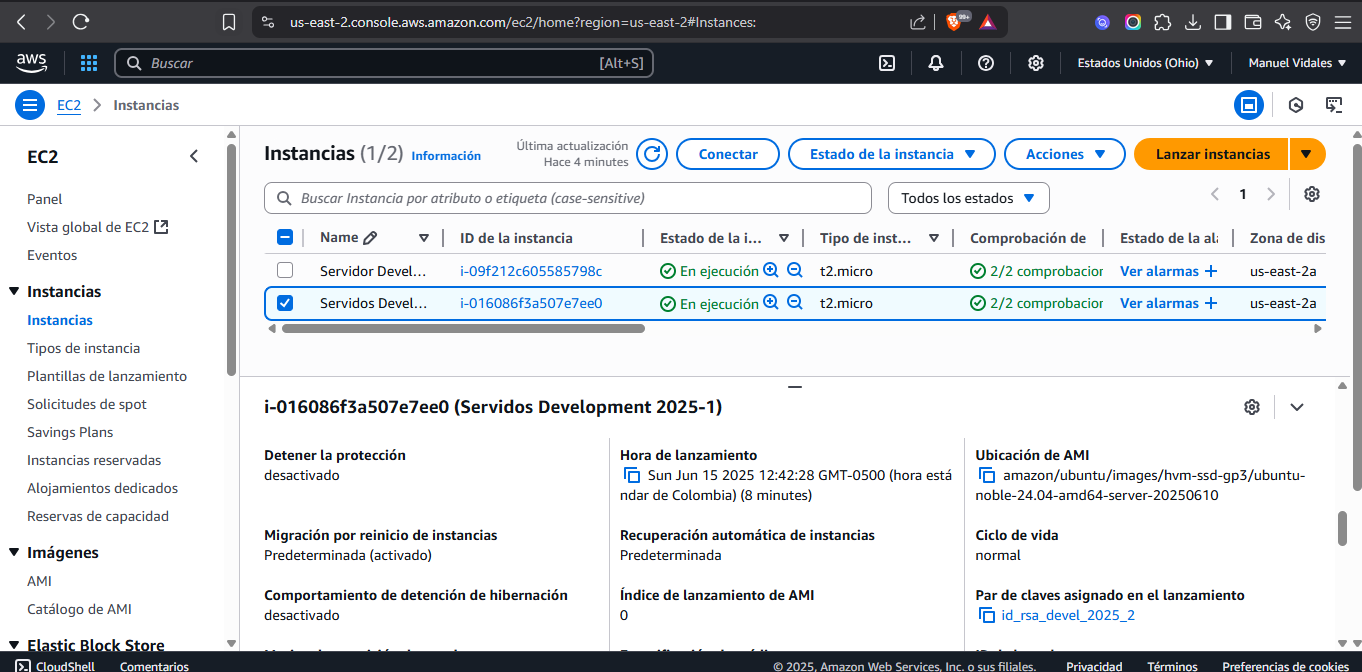 us-east-2.console.aws.amazon.com/ec2/home?region=us-east-2#Instances:
99+
aws
Buscar
[Alt+S]
Estados Unidos (Ohio)
Manuel Vidales
EC2
Instancias
EC2
Panel
Vista global de EC2
Eventos
Instancias
Instancias
Tipos de instancia
Plantillas de lanzamiento
Solicitudes de spot
Savings Plans
Instancias reservadas
Alojamientos dedicados
Reservas de capacidad
Imágenes
AMI
Catálogo de AMI
Elastic Block Store
Instancias (1/2) Información
Última actualización
Hace 4 minutes
Conectar
Estado de la instancia
Acciones
Lanzar instancias
Buscar Instancia por atributo o etiqueta (case-sensitive)
Todos los estados
1
Name ID de la instancia Estado de la i... Tipo de inst... Comprobación de Estado de la ala Zona de dis
Servidor Devel... i-09f212c605585798c En ejecución t2.micro 2/2 comprobacior Ver alarmas + us-east-2a
Servidos Devel... i-016086f3a507e7ee0 En ejecución t2.micro 2/2 comprobacior Ver alarmas + us-east-2a
i-016086f3a507e7ee0 (Servidos Development 2025-1)
Detener la protección
desactivado
Hora de lanzamiento
Sun Jun 15 2025 12:42:28 GMT-0500 (hora está
ndar de Colombia) (8 minutes)
Ubicación de AMI
amazon/ubuntu/images/hvm-ssd-gp3/ubuntu-
noble-24.04-amd64-server-20250610
Migración por reinicio de instancias
Predeterminada (activado)
Recuperación automática de instancias
Predeterminada
Ciclo de vida
normal
Comportamiento de detención de hibernación
desactivado
Índice de lanzamiento de AMI
0
Par de claves asignado en el lanzamiento
id_rsa_devel_2025_2
CloudShell
Comentarios
© 2025, Amazon Web Services, Inc. o sus filiales.
Privacidad
Términos
Preferencias de cookies